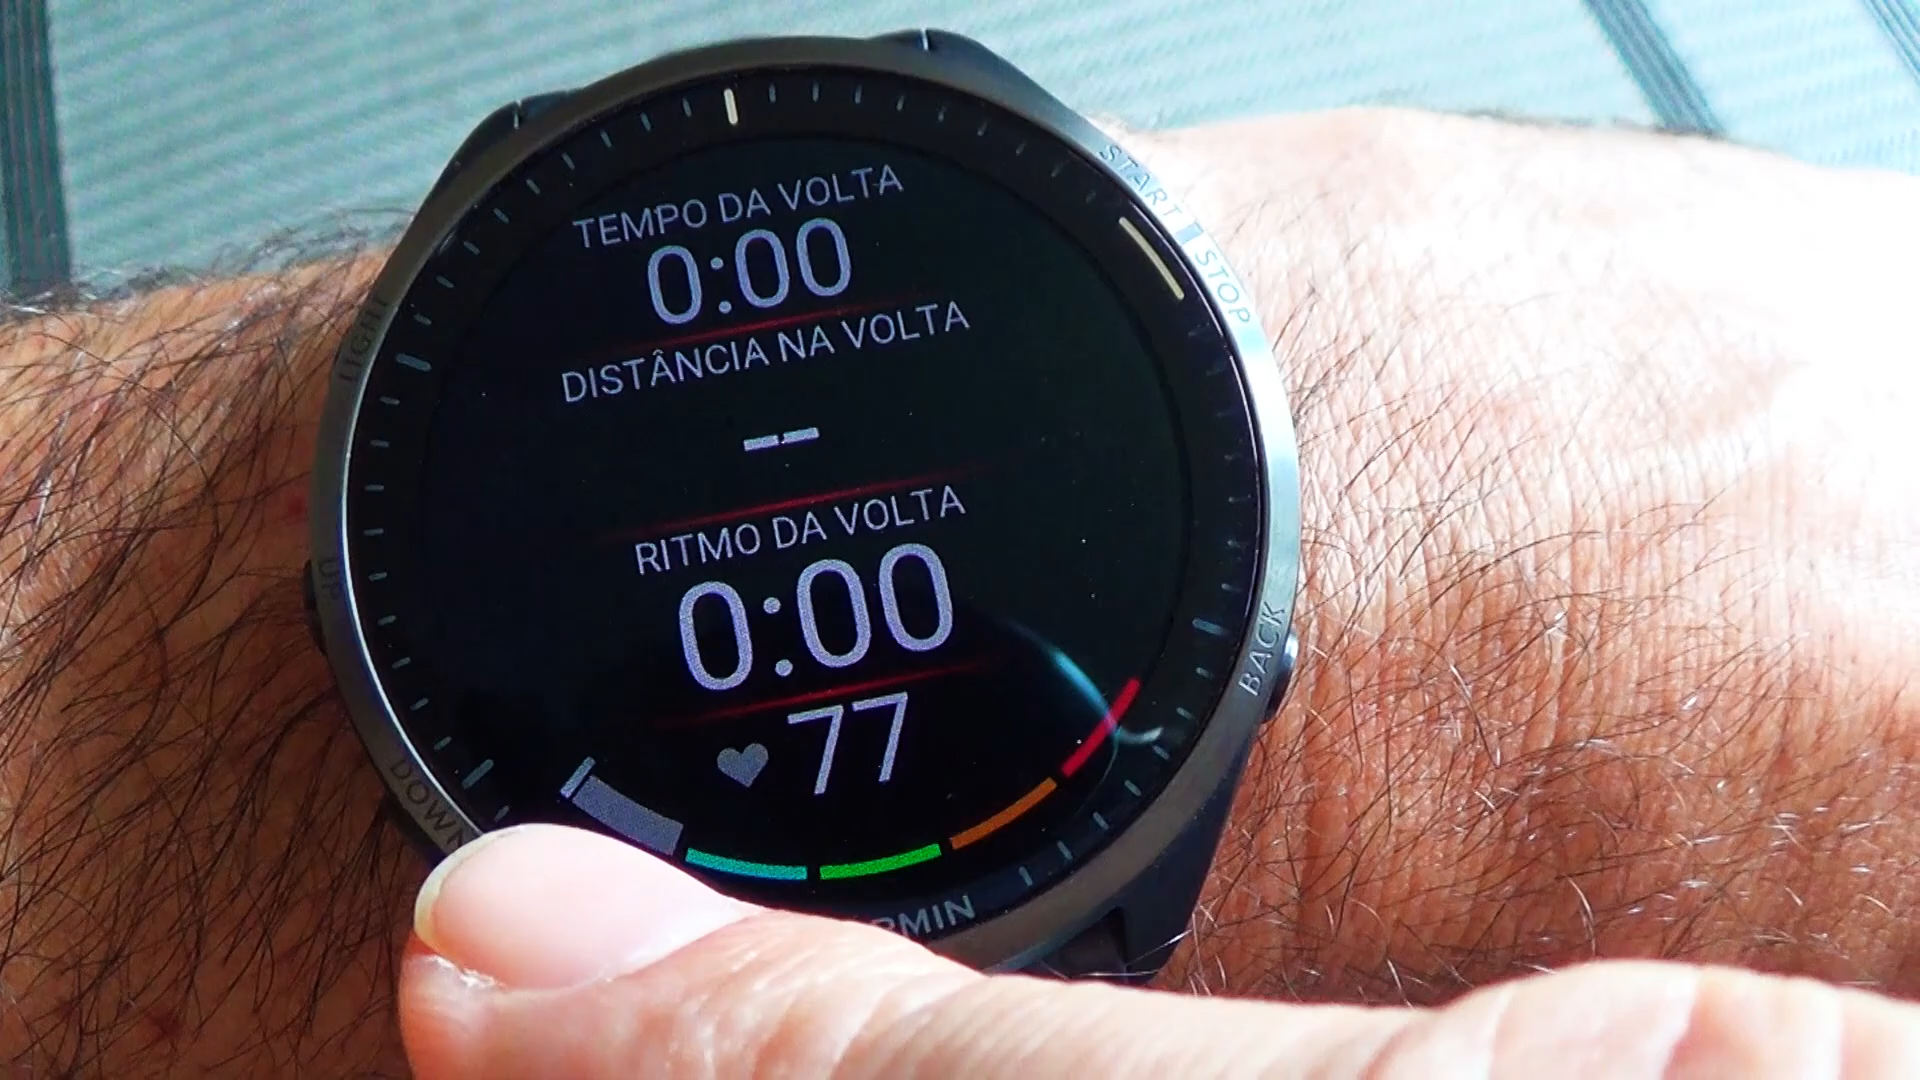 START
STOP
TEMPO DA VOLTA
0:00
LIGHT
DISTÂNCIA NA VOLTA
--
RITMO DA VOLTA
UP
0:00
BACK
77
DOWN
RMIN